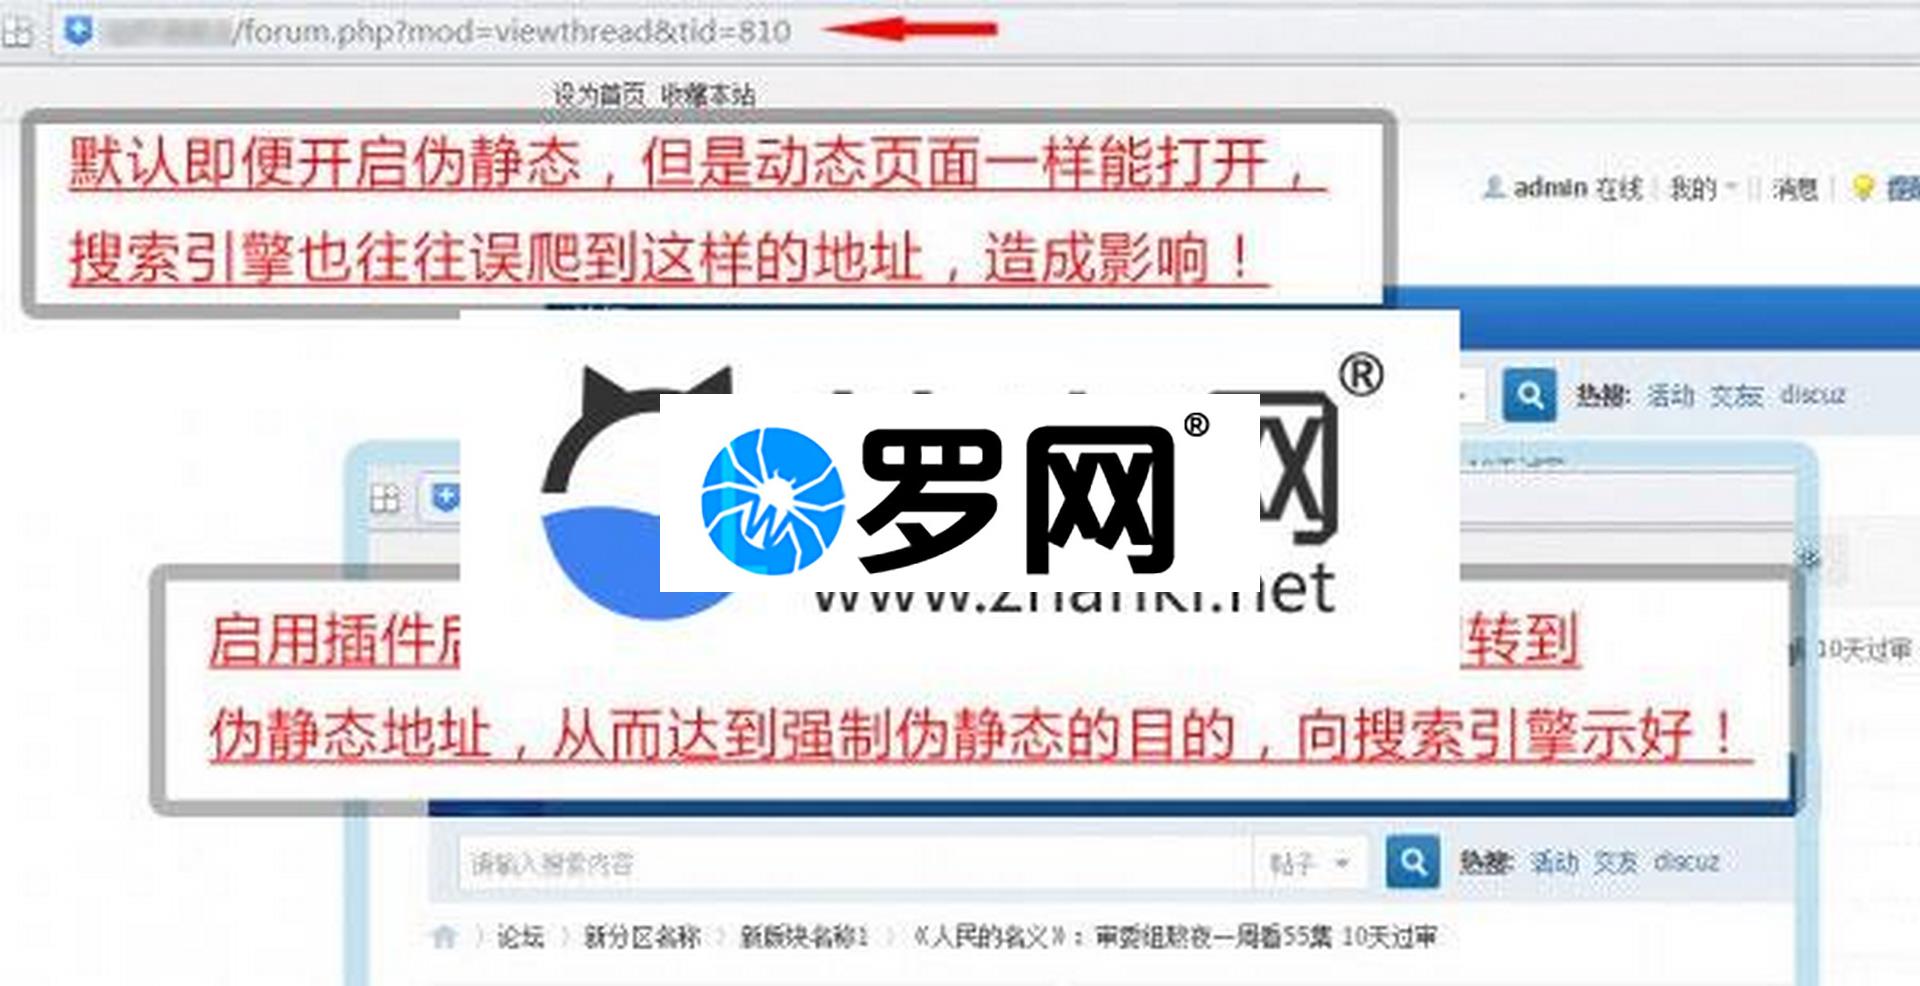 /forum.php?mod=viewthread&tid=810
设为首页 收藏本站
默认即便开启伪静态，但是动态页面一样能打开，
搜索引擎也往往误爬到这样的地址，造成影响！
admin 在线 我的 消息
热搜: 活动 交友 discuz
®
网
罗网®
www.zhanki.net
启用插件后
转到
10天过审
伪静态地址，从而达到强制伪静态的目的，向搜索引擎示好！
请输入搜索内容 帖子 热搜: 活动 交友 discuz
论坛 新分区名称 新版块名称1 《人民的名义》：审委组熬夜一周看55集 10天过审